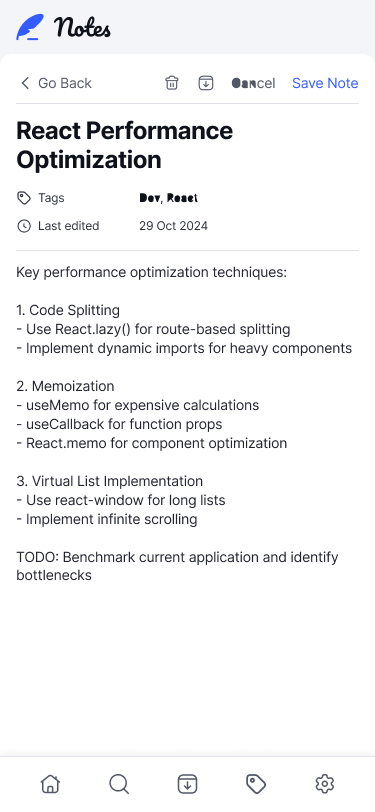 Notes
Go Back Cancel Save Note
React Performance
Optimization
Tags Dev, React
Last edited 29 Oct 2024
Key performance optimization techniques:
1. Code Splitting
- Use React.lazy() for route-based splitting
- Implement dynamic imports for heavy components
2. Memoization
- useMemo for expensive calculations
- useCallback for function props
- React.memo for component optimization
3. Virtual List Implementation
- Use react-window for long lists
- Implement infinite scrolling
TODO: Benchmark current application and identify
bottlenecks